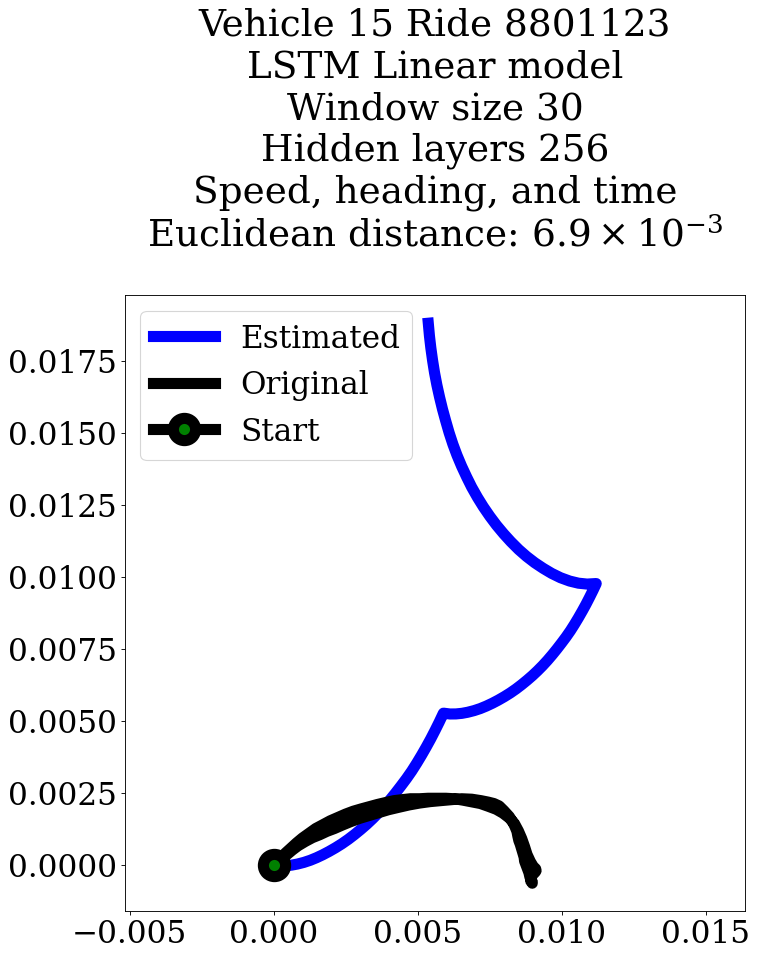 Vehicle 15 Ride 8801123
LSTM Linear model
Window size 30
Hidden layers 256
Speed, heading, and time
Euclidean distance: 6.9 × 10⁻³
Estimated
Original
Start
0.0175
0.0150
0.0125
0.0100
0.0075
0.0050
0.0025
0.0000
−0.005 0.000 0.005 0.010 0.015